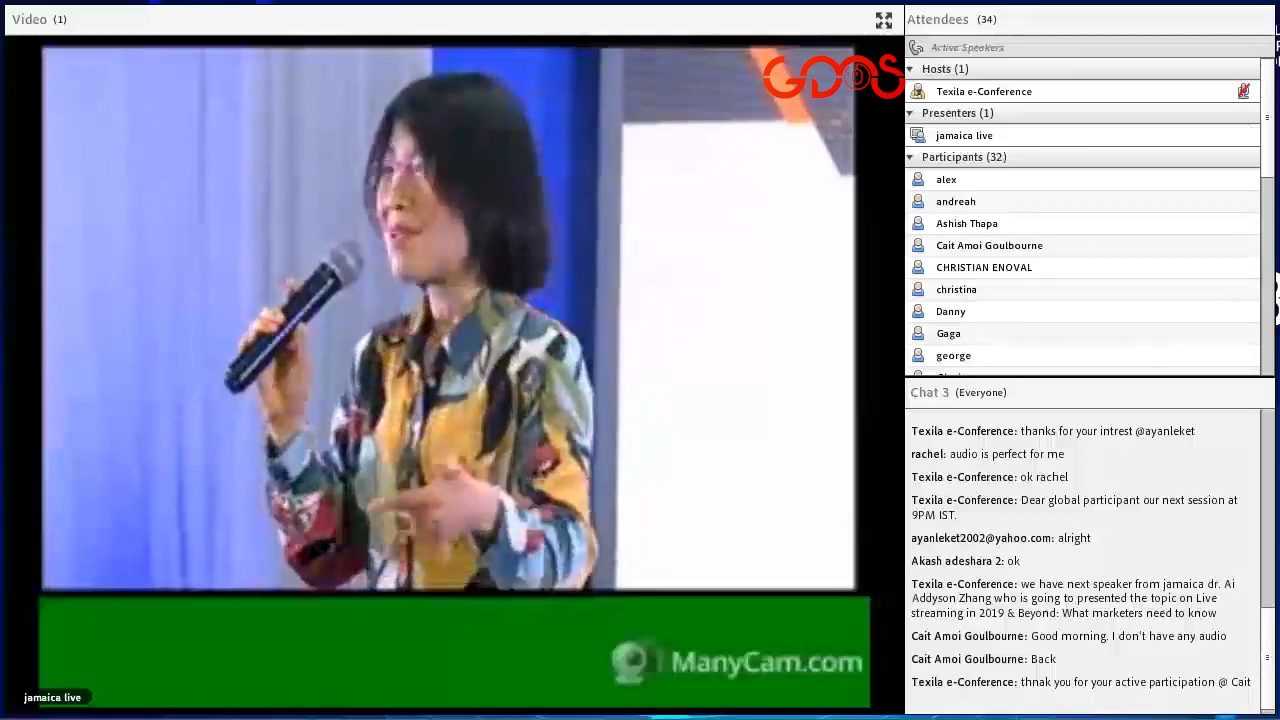 Video (1)
GDOS
ManyCam.com
jamaica live
Attendees (34)
Active Speakers
Hosts (1)
Texila e-Conference
Presenters (1)
jamaica live
Participants (32)
alex
andreah
Ashish Thapa
Cait Amoi Goulbourne
CHRISTIAN ENOVAL
christina
Danny
Gaga
george
Chat 3 (Everyone)
Texila e-Conference: thanks for your intrest @ayanleket
rachel: audio is perfect for me
Texila e-Conference: ok rachel
Texila e-Conference: Dear global participant our next session at
9PM IST.
ayanleket2002@yahoo.com: alright
Akash adeshara 2: ok
Texila e-Conference: we have next speaker from jamaica dr. Ai
Addyson Zhang who is going to presented the topic on Live
streaming in 2019 & Beyond: What marketers need to know
Cait Amoi Goulbourne: Good morning. I don't have any audio
Cait Amoi Goulbourne: Back
Texila e-Conference: thnak you for your active participation @ Cait